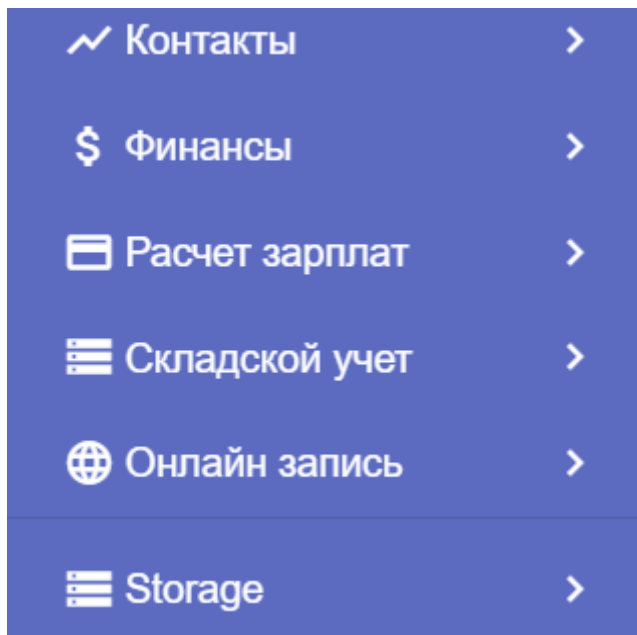 Контакты
Финансы
Расчет зарплат
Складской учет
Онлайн запись
Storage